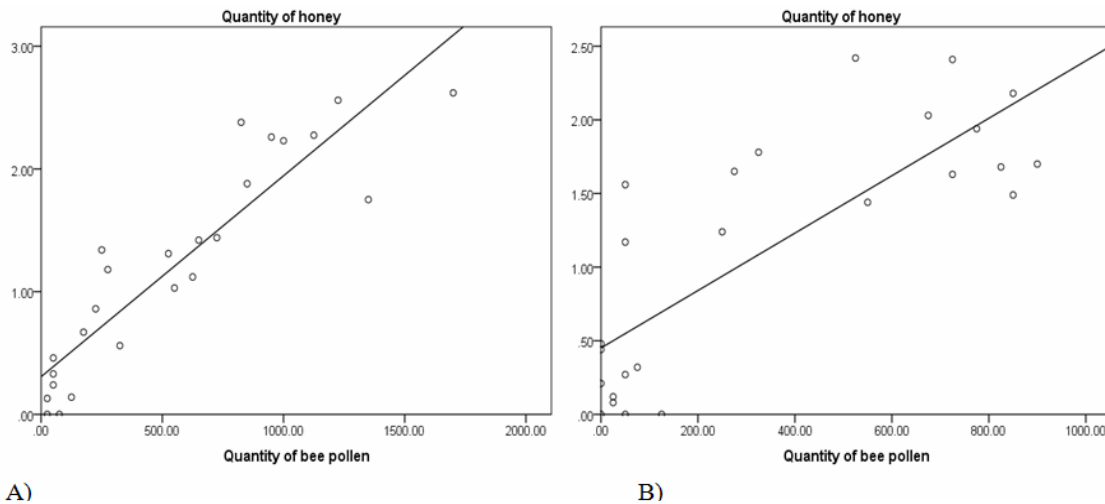 Quantity of honey
3.00
2.00
1.00
.00
.00 500.00 1000.00 1500.00 2000.00
Quantity of bee pollen
A)
Quantity of honey
2.50
2.00
1.50
1.00
.50
.00
.00 200.00 400.00 600.00 800.00 1000.00
Quantity of bee pollen
B)